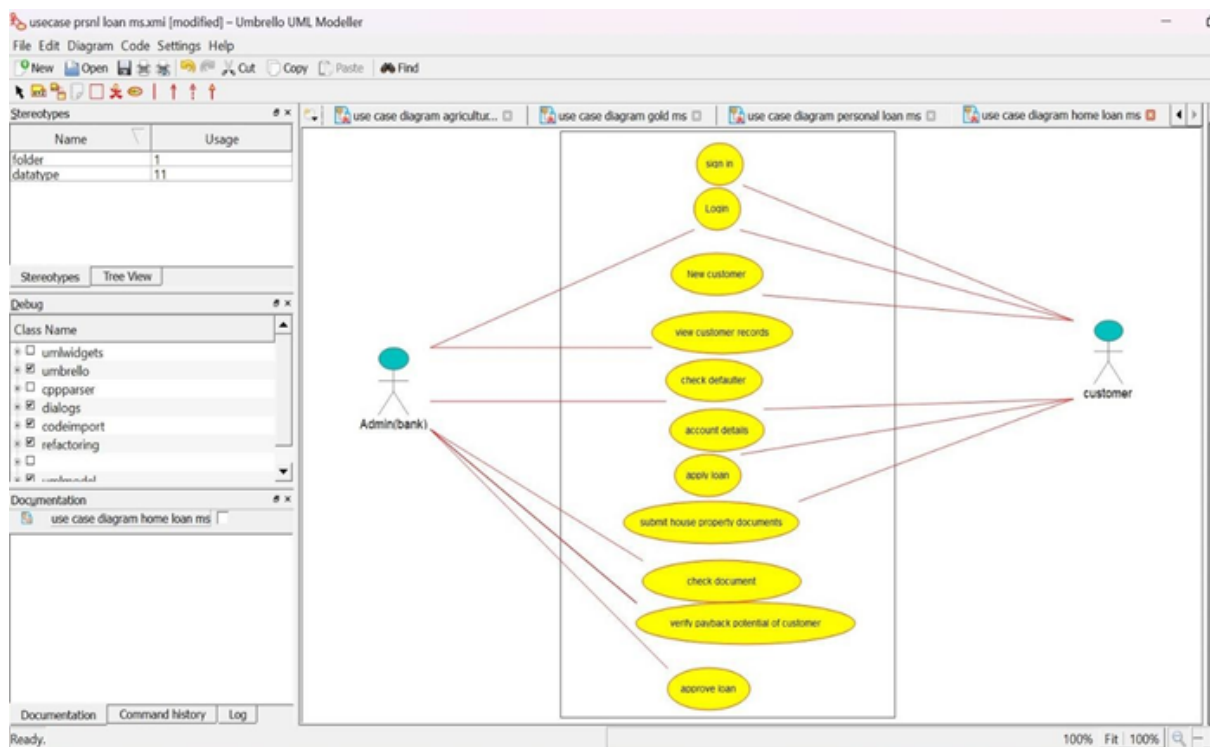 usecase prsnl loan ms.xmi [modified] – Umbrello UML Modeller
File Edit Diagram Code Settings Help
New Open Cut Copy Paste Find
Stereotypes
use case diagram agricultur... use case diagram gold ms use case diagram personal loan ms use case diagram home loan ms
Name Usage
folder 1
datatype 11
Stereotypes Tree View
Debug
Class Name
umlwidgets
umbrello
cppparser
dialogs
codeimport
refactoring
umlmodel
Documentation
use case diagram home loan ms
Documentation Command history Log
sign in
Login
New customer
view customer records
check defaulter
account details
apply loan
submit house property documents
check document
verify payback potential of customer
approve loan
Admin(bank)
customer
Ready.
100% Fit 100%